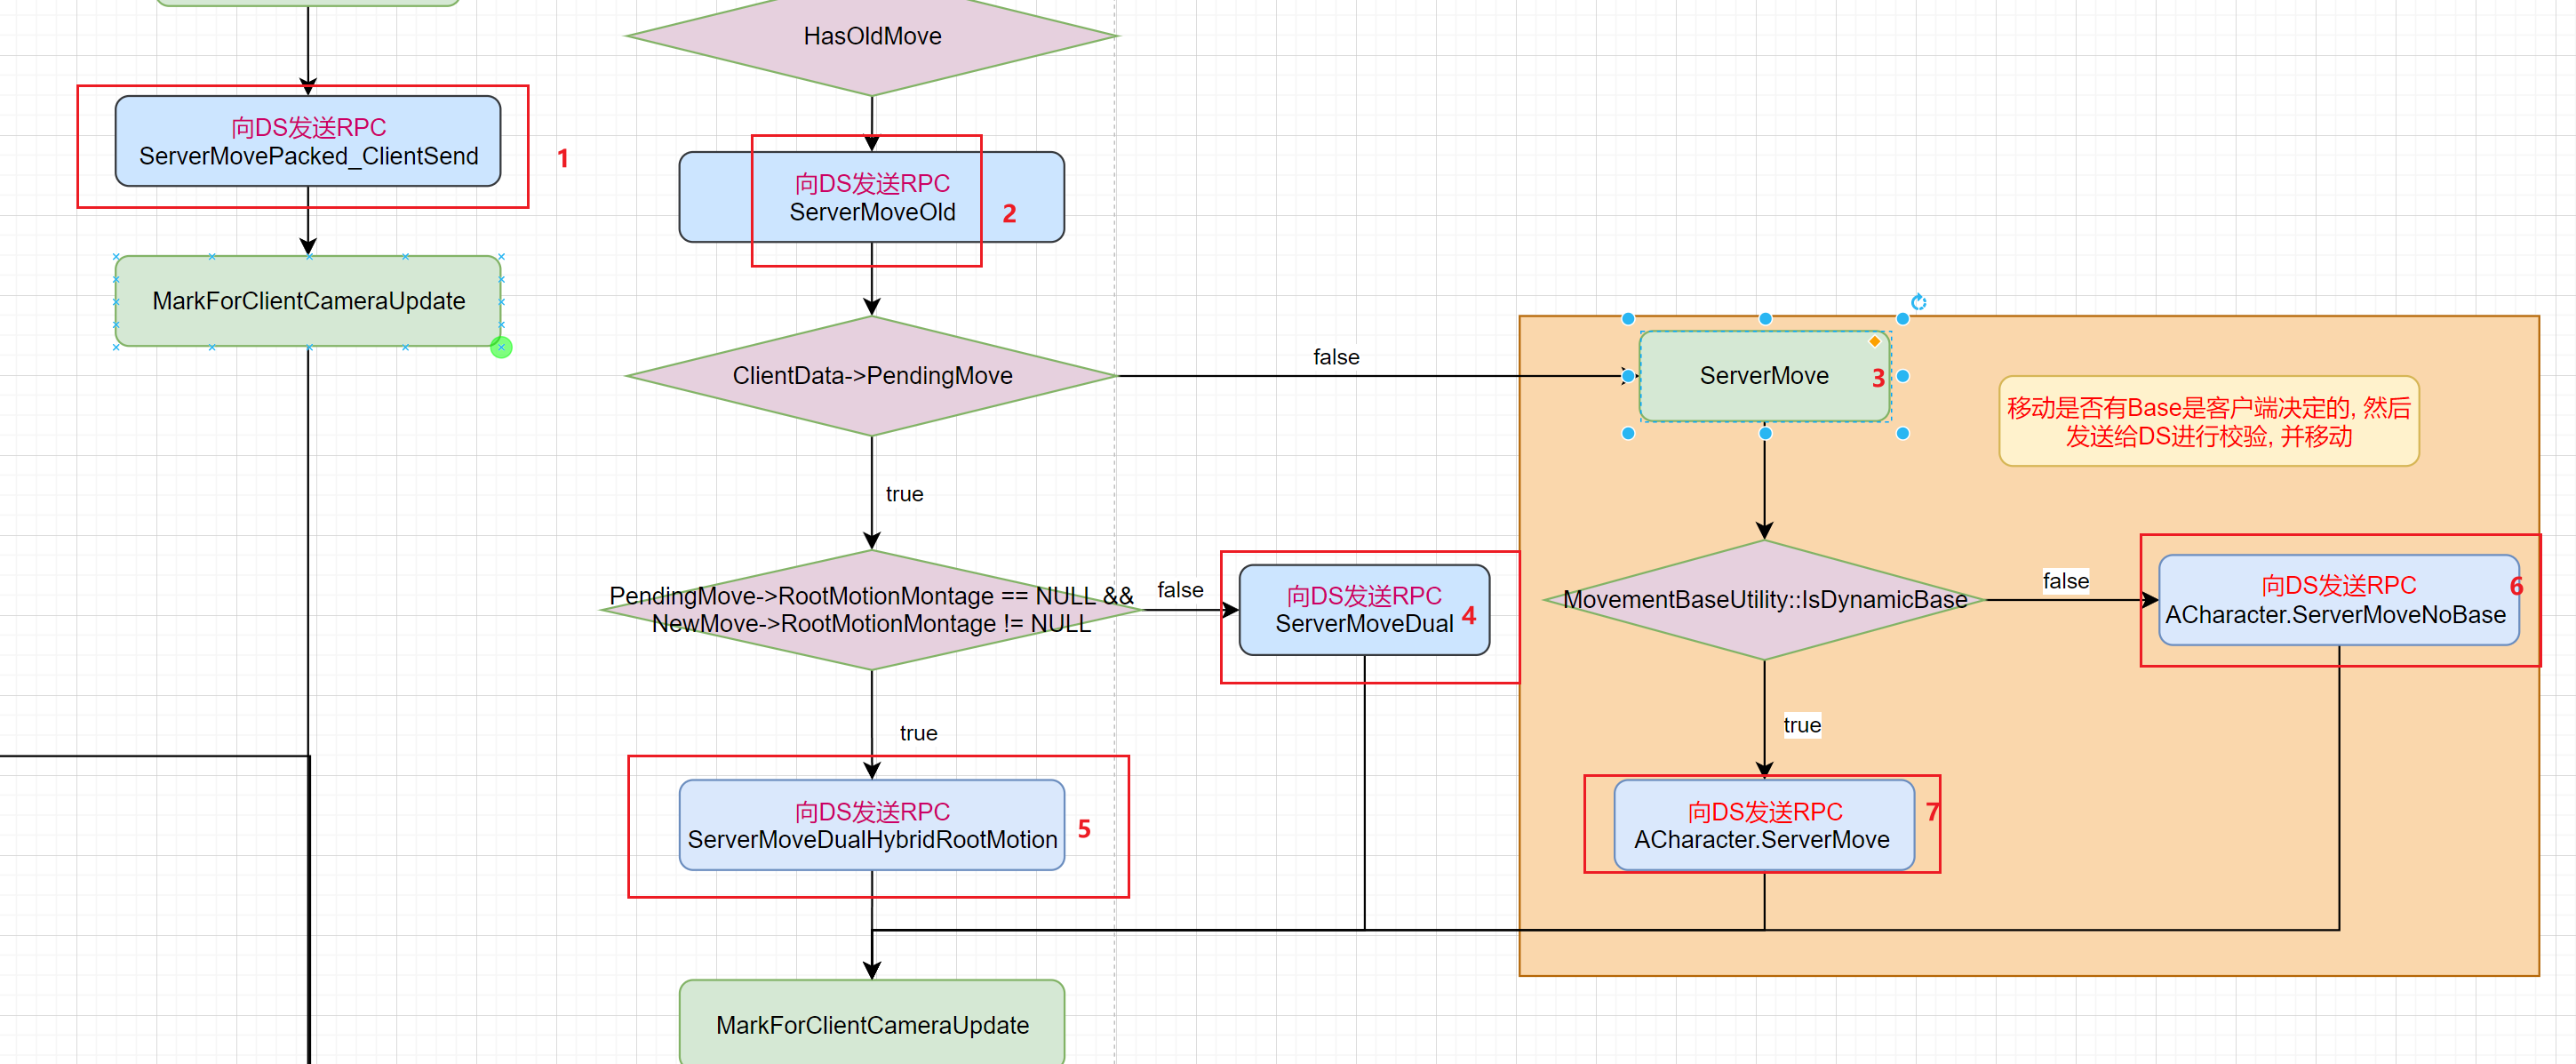 HasOldMove
向DS发送RPC
ServerMovePacked_ClientSend
1
向DS发送RPC
ServerMoveOld
2
MarkForClientCameraUpdate
ClientData->PendingMove
false
ServerMove
3
移动是否有Base是客户端决定的, 然后
发送给DS进行校验, 并移动
true
PendingMove->RootMotionMontage == NULL &&
NewMove->RootMotionMontage != NULL
false
向DS发送RPC
ServerMoveDual
4
MovementBaseUtility::IsDynamicBase
false
向DS发送RPC
ACharacter.ServerMoveNoBase
6
true
true
向DS发送RPC
ServerMoveDualHybridRootMotion
5
向DS发送RPC
ACharacter.ServerMove
7
MarkForClientCameraUpdate